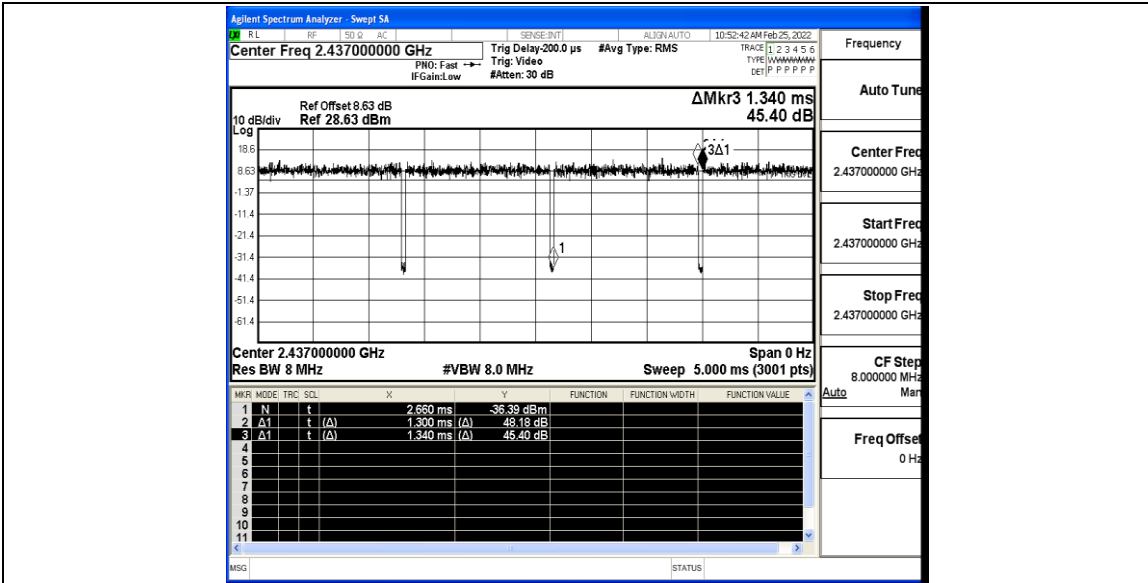 Agilent Spectrum Analyzer - Swept SA
LXI RL RF 50 Ω AC SENSE:INT ALIGN AUTO 10:52:42 AM Feb 25, 2022
Center Freq 2.437000000 GHz
PNO: Fast
IFGain:Low
Trig Delay-200.0 µs
Trig: Video
#Atten: 30 dB
#Avg Type: RMS
TRACE 1 2 3 4 5 6
TYPE WWWWWW
DET P P P P P P
Ref Offset 8.63 dB
10 dB/div Ref 28.63 dBm
Log
ΔMkr3 1.340 ms
45.40 dB
18.6
8.63
-1.37
-11.4
-21.4
-31.4
-41.4
-51.4
-61.4
3Δ1
1
Center 2.437000000 GHz Span 0 Hz
Res BW 8 MHz #VBW 8.0 MHz Sweep 5.000 ms (3001 pts)
MKR MODE TRC SCL X Y FUNCTION FUNCTION WIDTH FUNCTION VALUE
1 N t 2.660 ms -36.39 dBm
2 Δ1 t (Δ) 1.300 ms (Δ) 48.18 dB
3 Δ1 t (Δ) 1.340 ms (Δ) 45.40 dB
4
5
6
7
8
9
10
11
MSG STATUS
Frequency
Auto Tune
Center Freq
2.437000000 GHz
Start Freq
2.437000000 GHz
Stop Freq
2.437000000 GHz
CF Step
8.000000 MHz
Auto Man
Freq Offset
0 Hz